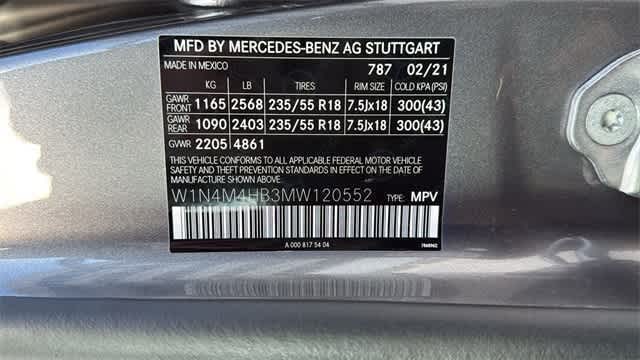 MFD BY MERCEDES-BENZ AG STUTTGART
MADE IN MEXICO 787 02/21
KG LB TIRES RIM SIZE COLD KPA (PSI)
GAWR FRONT 1165 2568 235/55 R18 7.5Jx18 300(43)
GAWR REAR 1090 2403 235/55 R18 7.5Jx18 300(43)
GVWR 2205 4861
THIS VEHICLE CONFORMS TO ALL APPLICABLE FEDERAL MOTOR VEHICLE
SAFETY AND THEFT PREVENTION STANDARDS IN EFFECT ON THE
DATE OF MANUFACTURE SHOWN ABOVE.
W1N4M4HB3MW120552 TYPE: MPV
A 000 817 54 04